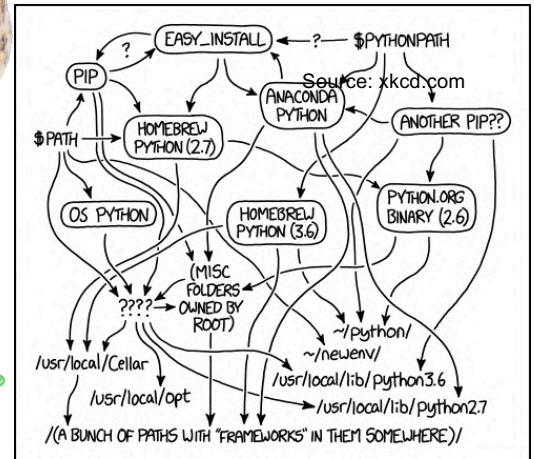 EASY_INSTALL
?
?
$PYTHONPATH
PIP
Source: xkcd.com
ANACONDA
PYTHON
ANOTHER PIP??
HOMEBREW
PYTHON (2.7)
$PATH
OS PYTHON
HOMEBREW
PYTHON (3.6)
PYTHON.ORG
BINARY (2.6)
(MISC
FOLDERS
OWNED BY
ROOT)
????
~/python/
~/newenv/
/usr/local/Cellar
/usr/local/lib/python3.6
/usr/local/opt
/usr/local/lib/python2.7
/(A BUNCH OF PATHS WITH "FRAMEWORKS" IN THEM SOMEWHERE)/